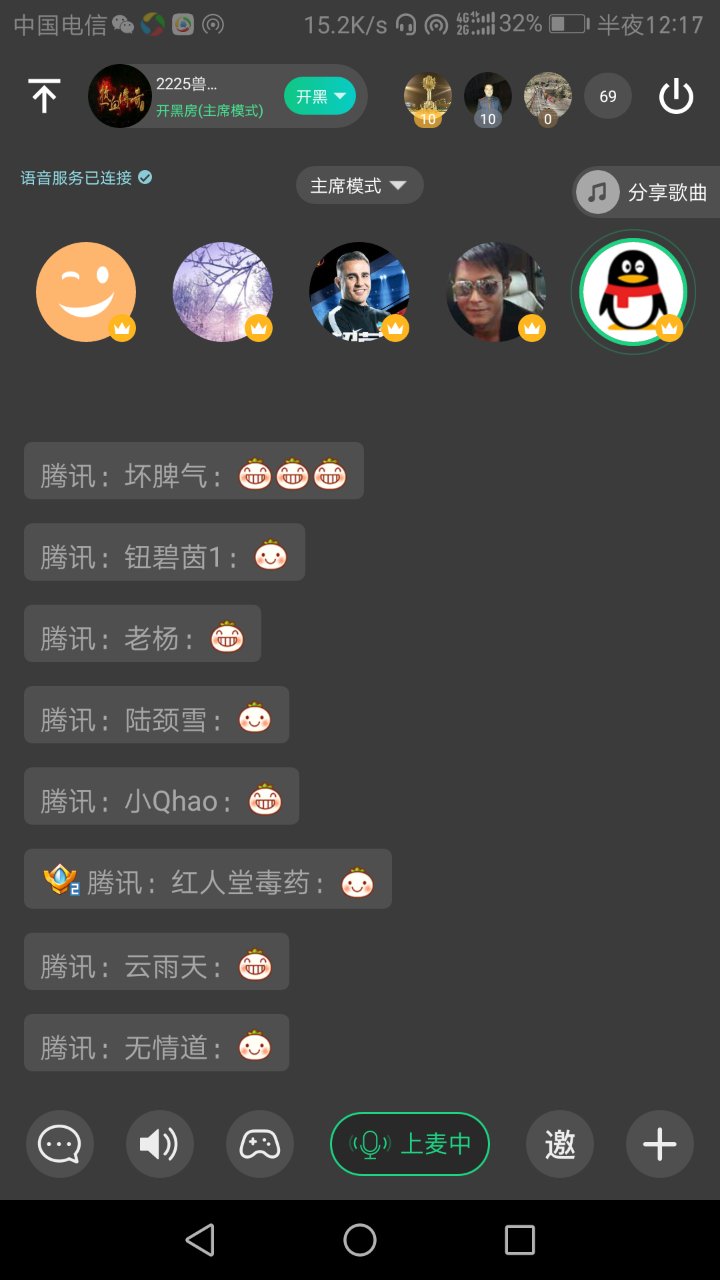 中国电信 15.2K/s 4G 2G 32% 半夜12:17
2225兽...
开黑房(主席模式)
开黑
10 10 0 69
语音服务已连接
主席模式
分享歌曲
腾讯：坏脾气：
腾讯：钮碧茵1：
腾讯：老杨：
腾讯：陆颈雪：
腾讯：小Qhao：
2 腾讯：红人堂毒药：
腾讯：云雨天：
腾讯：无情道：
上麦中
邀